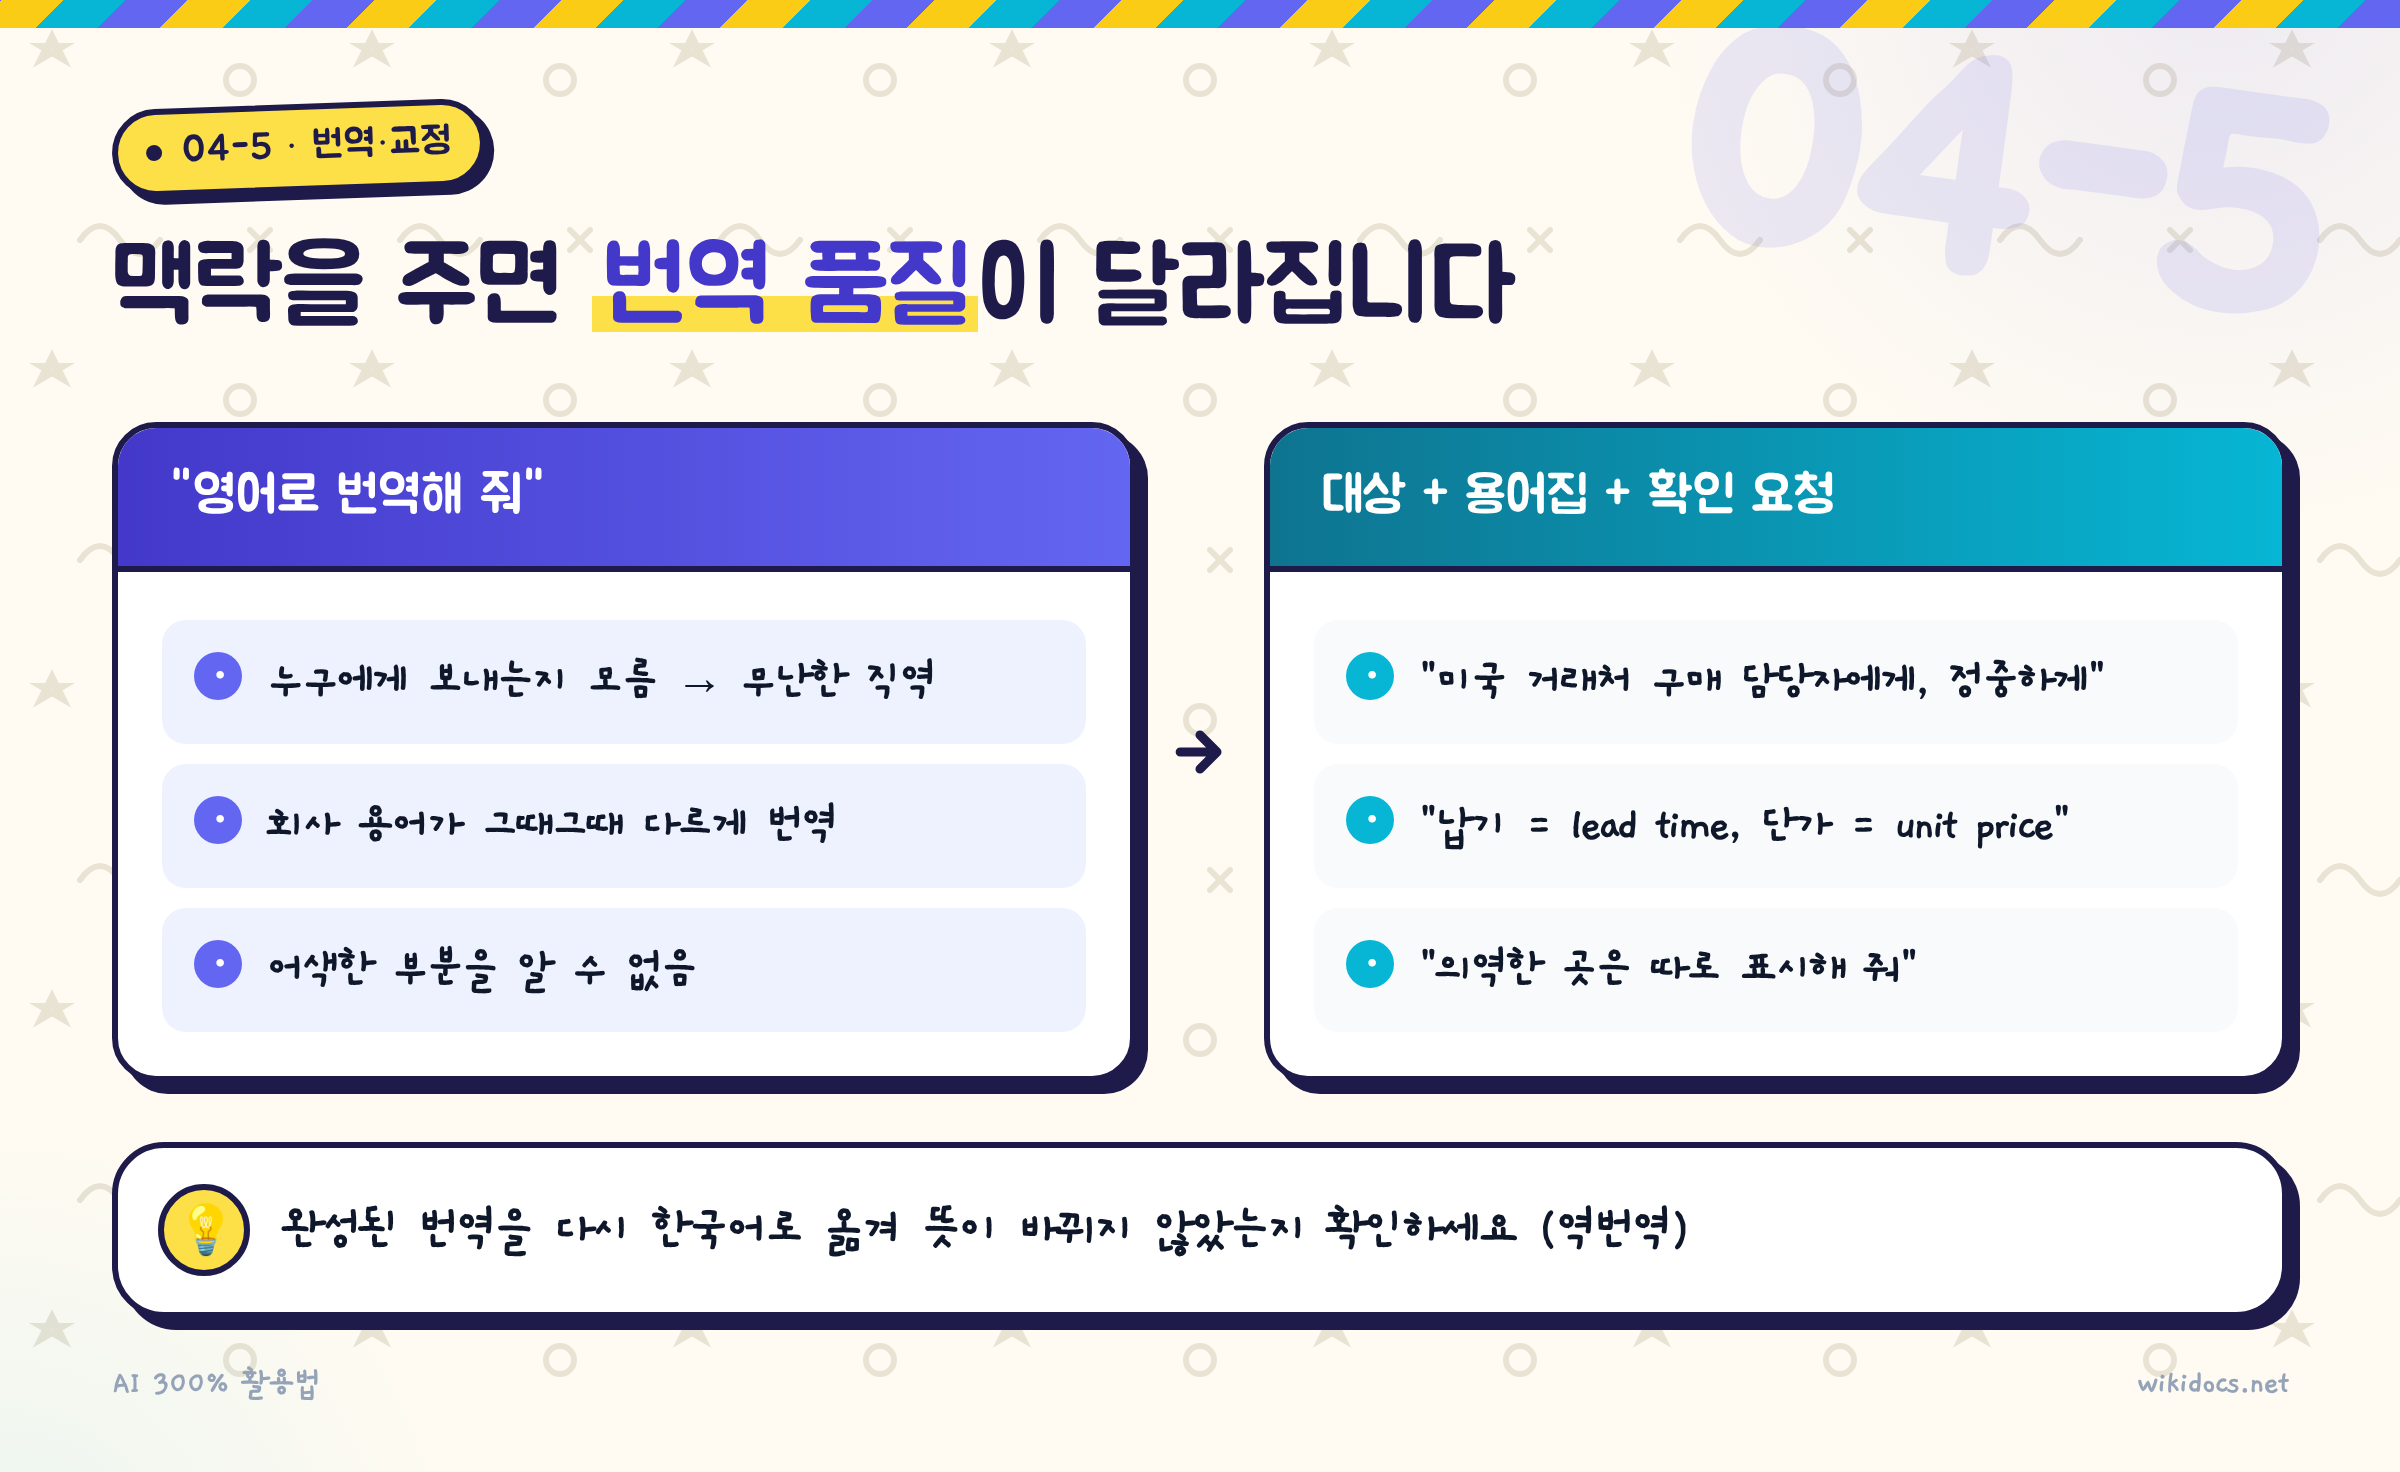 04-5
04-5 · 번역·교정
맥락을 주면 번역 품질이 달라집니다
"영어로 번역해 줘"
누구에게 보내는지 모름 → 무난한 직역
회사 용어가 그때그때 다르게 번역
어색한 부분을 알 수 없음
→
대상 + 용어집 + 확인 요청
"미국 거래처 구매 담당자에게, 정중하게"
"납기 = lead time, 단가 = unit price"
"의역한 곳은 따로 표시해 줘"
완성된 번역을 다시 한국어로 옮겨 뜻이 바뀌지 않았는지 확인하세요 (역번역)
AI 300% 활용법
wikidocs.net